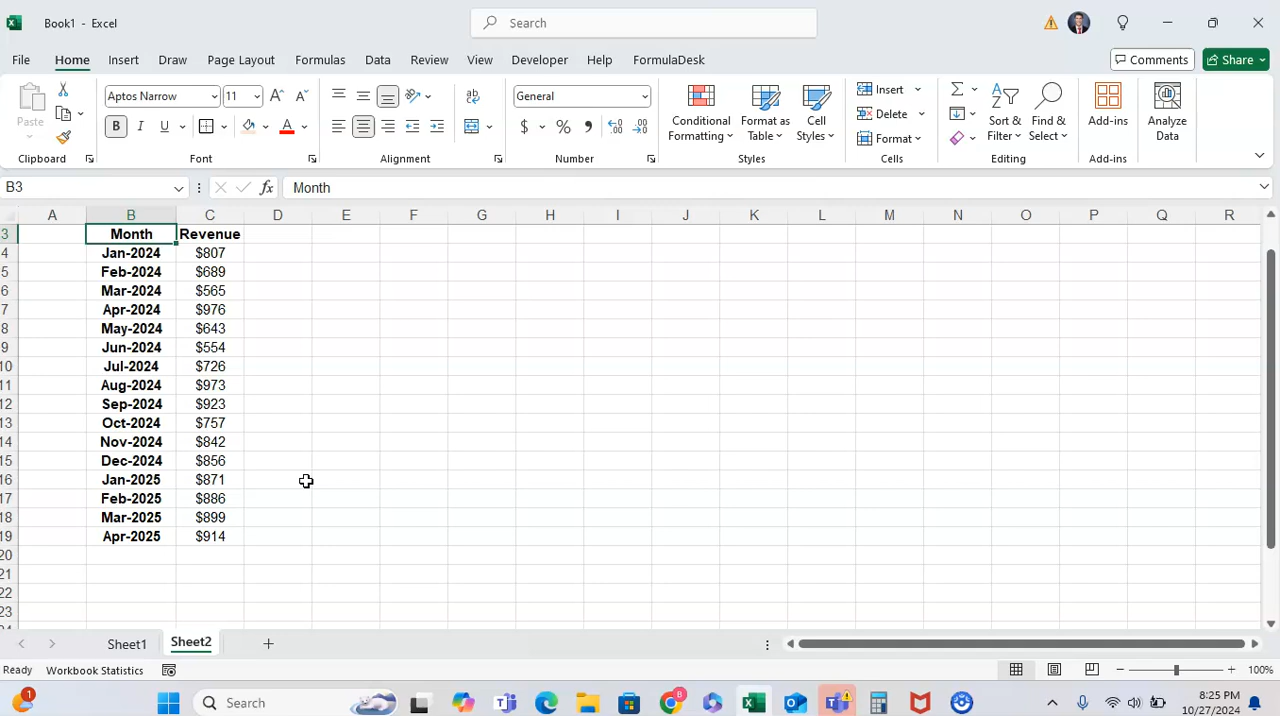 Book1 - Excel
Search
File Home Insert Draw Page Layout Formulas Data Review View Developer Help FormulaDesk
Comments Share
Paste
Aptos Narrow 11
B I U A
General
$ % 9
Conditional Formatting
Format as Table
Cell Styles
Insert
Delete
Format
Sort & Filter
Find & Select
Add-ins
Analyze Data
Clipboard Font Alignment Number Styles Cells Editing Add-ins
B3 fx Month
A B C D E F G H I J K L M N O P Q R
3 Month Revenue
4 Jan-2024 $807
5 Feb-2024 $689
6 Mar-2024 $565
7 Apr-2024 $976
8 May-2024 $643
9 Jun-2024 $554
10 Jul-2024 $726
11 Aug-2024 $973
12 Sep-2024 $923
13 Oct-2024 $757
14 Nov-2024 $842
15 Dec-2024 $856
16 Jan-2025 $871
17 Feb-2025 $886
18 Mar-2025 $899
19 Apr-2025 $914
20
21
22
23
Sheet1 Sheet2
Ready Workbook Statistics 100%
1 Search 8:25 PM
10/27/2024